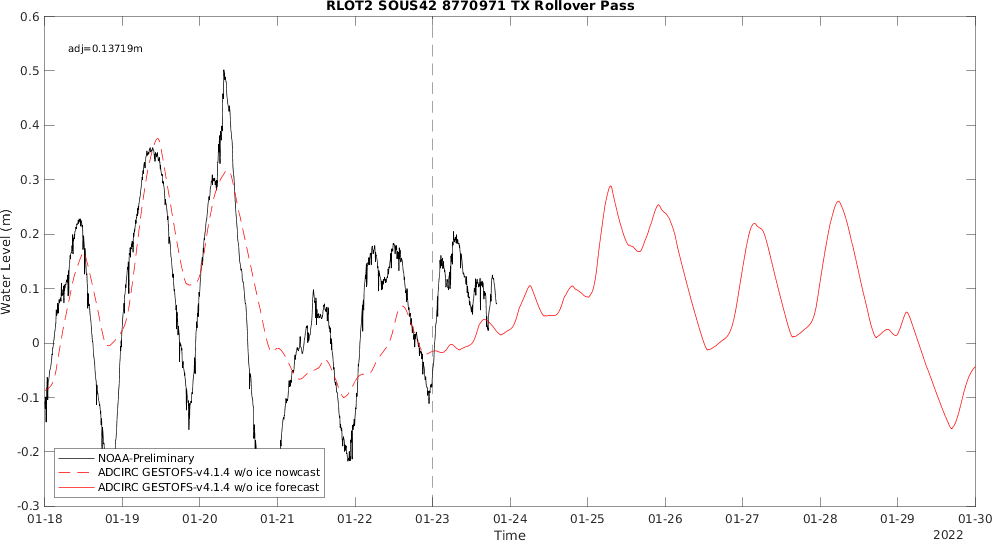 RLOT2 SOUS42 8770971 TX Rollover Pass
adj=0.13719m
0.6
0.5
0.4
0.3
0.2
0.1
0
-0.1
-0.2
-0.3
Water Level (m)
NOAA-Preliminary
ADCIRC GESTOFS-v4.1.4 w/o ice nowcast
ADCIRC GESTOFS-v4.1.4 w/o ice forecast
01-18 01-19 01-20 01-21 01-22 01-23 01-24 01-25 01-26 01-27 01-28 01-29 01-30
Time
2022